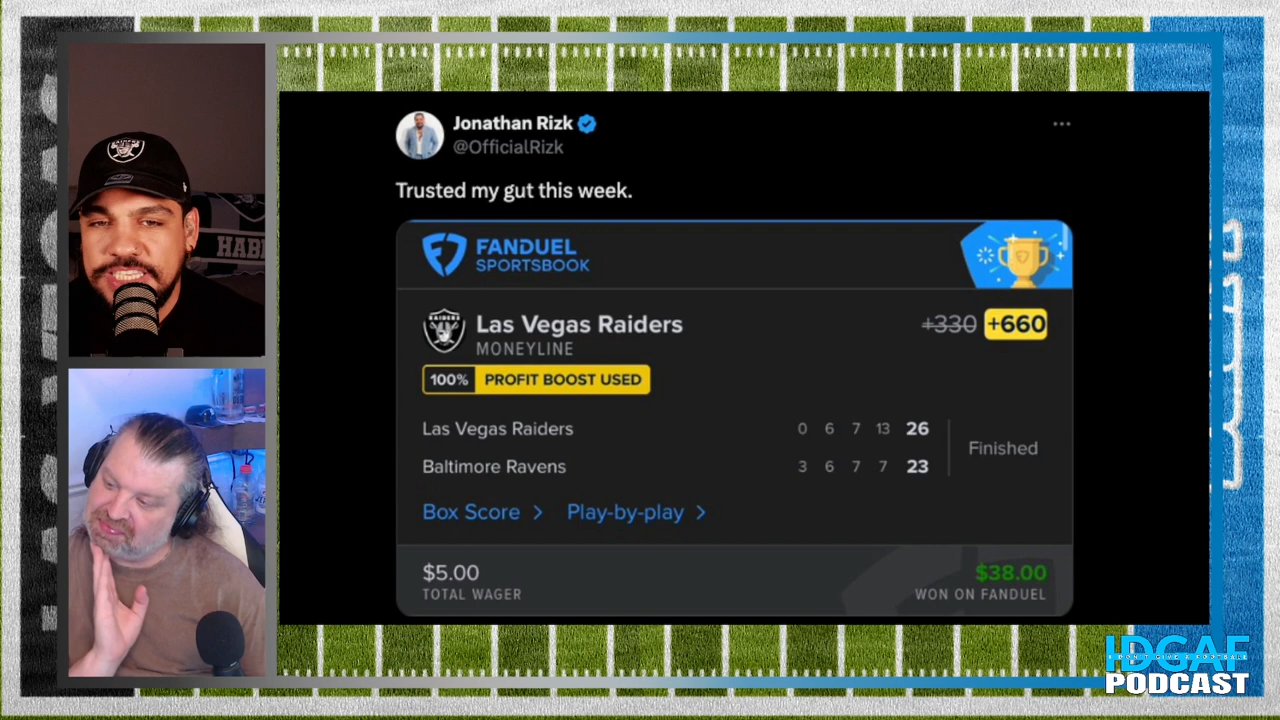 Jonathan Rizk
@OfficialRizk
Trusted my gut this week.
FANDUEL
SPORTSBOOK
RAIDERS
Las Vegas Raiders
+330 +660
MONEYLINE
100% PROFIT BOOST USED
Las Vegas Raiders 0 6 7 13 26
Baltimore Ravens 3 6 7 7 23
Finished
Box Score > Play-by-play >
$5.00
TOTAL WAGER
$38.00
WON ON FANDUEL
RAIDERS
IDGAF
PODCAST